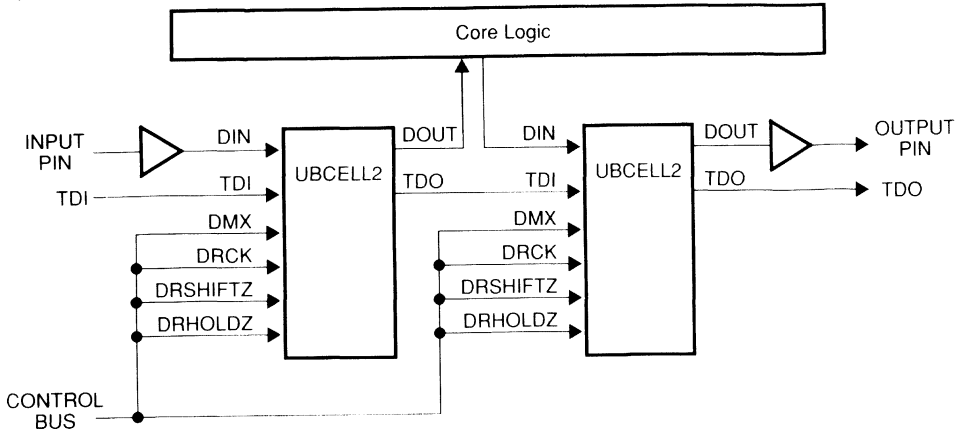 Core Logic
INPUT
PIN
DIN
DOUT
DIN
DOUT
OUTPUT
PIN
UBCELL2
UBCELL2
TDI
TDI
TDO
TDI
TDO
TDO
DMX
DMX
DRCK
DRCK
DRSHIFTZ
DRSHIFTZ
DRHOLDZ
DRHOLDZ
CONTROL
BUS